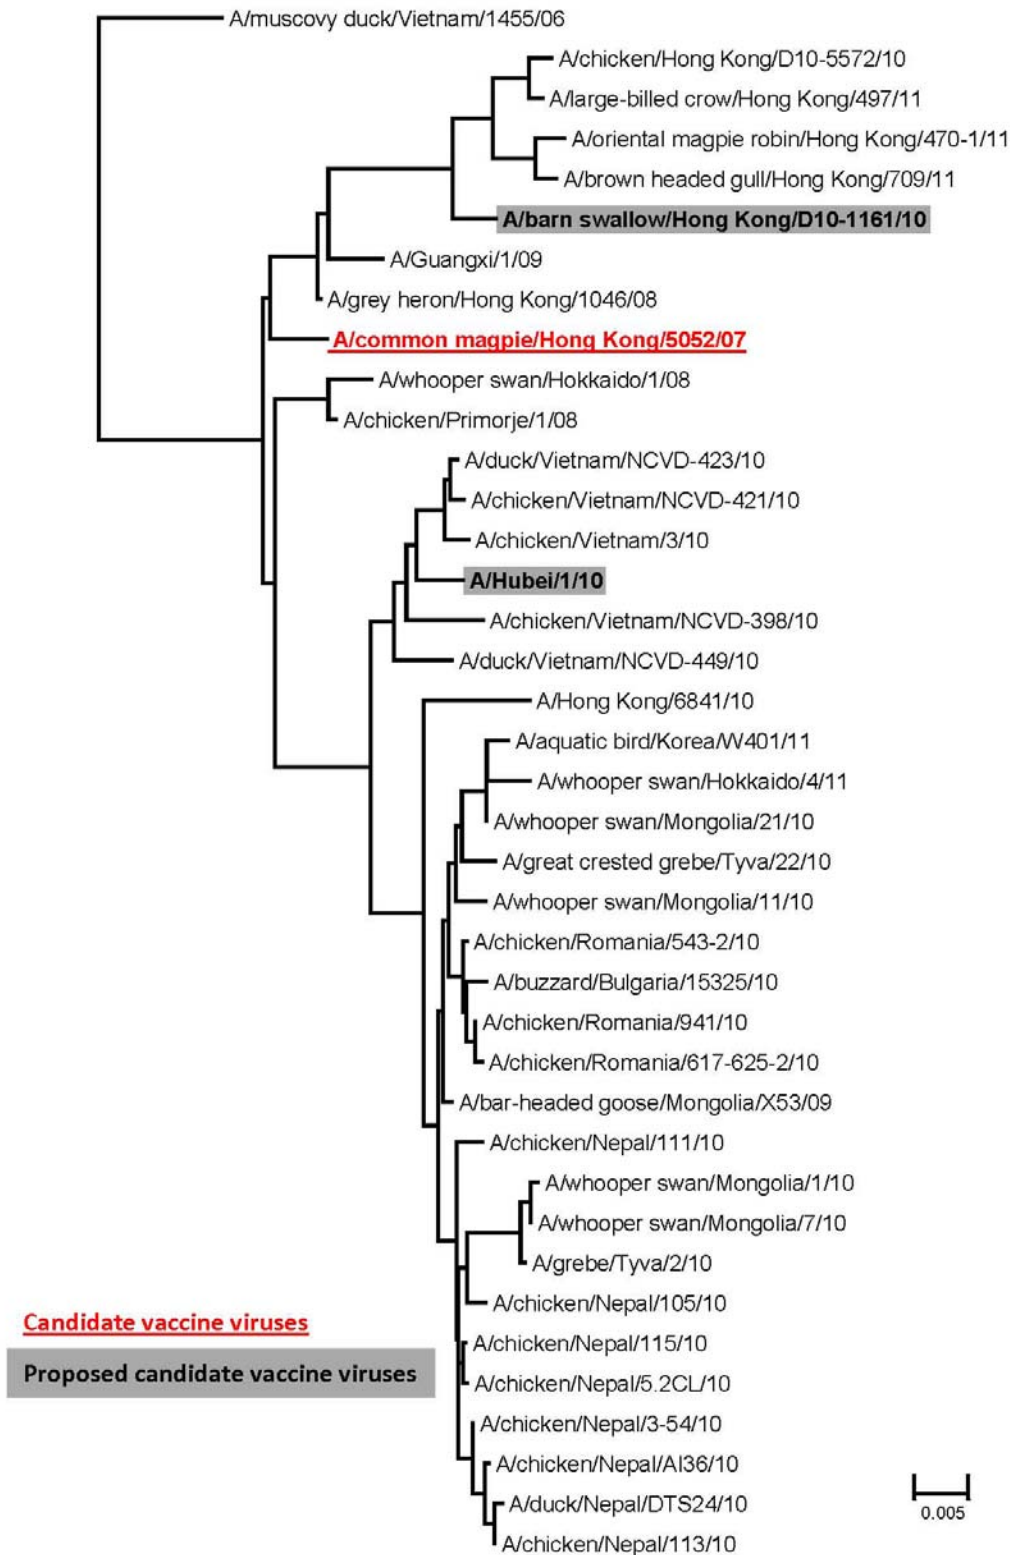 A/muscovy duck/Vietnam/1455/06
A/chicken/Hong Kong/D10-5572/10
A/large-billed crow/Hong Kong/497/11
A/oriental magpie robin/Hong Kong/470-1/11
A/brown headed gull/Hong Kong/709/11
A/barn swallow/Hong Kong/D10-1161/10
A/Guangxi/1/09
A/grey heron/Hong Kong/1046/08
A/common magpie/Hong Kong/5052/07
A/whooper swan/Hokkaido/1/08
A/chicken/Primorje/1/08
A/duck/Vietnam/NCVD-423/10
A/chicken/Vietnam/NCVD-421/10
A/chicken/Vietnam/3/10
A/Hubei/1/10
A/chicken/Vietnam/NCVD-398/10
A/duck/Vietnam/NCVD-449/10
A/Hong Kong/6841/10
A/aquatic bird/Korea/W401/11
A/whooper swan/Hokkaido/4/11
A/whooper swan/Mongolia/21/10
A/great crested grebe/Tyva/22/10
A/whooper swan/Mongolia/11/10
A/chicken/Romania/543-2/10
A/buzzard/Bulgaria/15325/10
A/chicken/Romania/941/10
A/chicken/Romania/617-625-2/10
A/bar-headed goose/Mongolia/X53/09
A/chicken/Nepal/111/10
A/whooper swan/Mongolia/1/10
A/whooper swan/Mongolia/7/10
A/grebe/Tyva/2/10
A/chicken/Nepal/105/10
Candidate vaccine viruses
A/chicken/Nepal/115/10
Proposed candidate vaccine viruses
A/chicken/Nepal/5.2CL/10
A/chicken/Nepal/3-54/10
A/chicken/Nepal/AI36/10
A/duck/Nepal/DTS24/10
0.005
A/chicken/Nepal/113/10